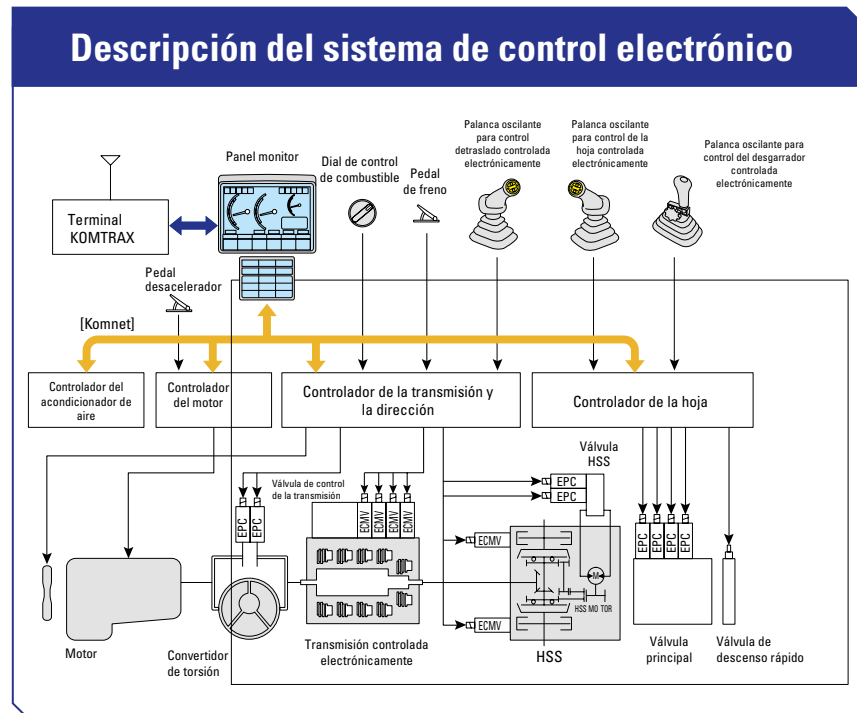 Descripción del sistema de control electrónico
Palanca oscilante
para control
detraslado controlada
electrónicamente
Palanca oscilante
para control de la
hoja controlada
electrónicamente
Palanca oscilante para
control del desgarrador
controlada
electrónicamente
Panel monitor
Dial de control
de combustible
Pedal
de freno
Terminal
KOMTRAX
Pedal
desacelerador
[Komnet]
Controlador del
acondicionador de
aire
Controlador
del motor
Controlador de la transmisión y
la dirección
Controlador de la hoja
Válvula
HSS
Válvula de control
de la transmisión
EPC
EPC
ECMV
ECMV
ECMV
ECMV
EPC
EPC
EPC
EPC
EPC
EPC
ECMV
M
HSS MO TOR
ECMV
Motor
Convertidor
de torsión
Transmisión controlada
electrónicamente
HSS
Válvula
principal
Válvula de
descenso rápido